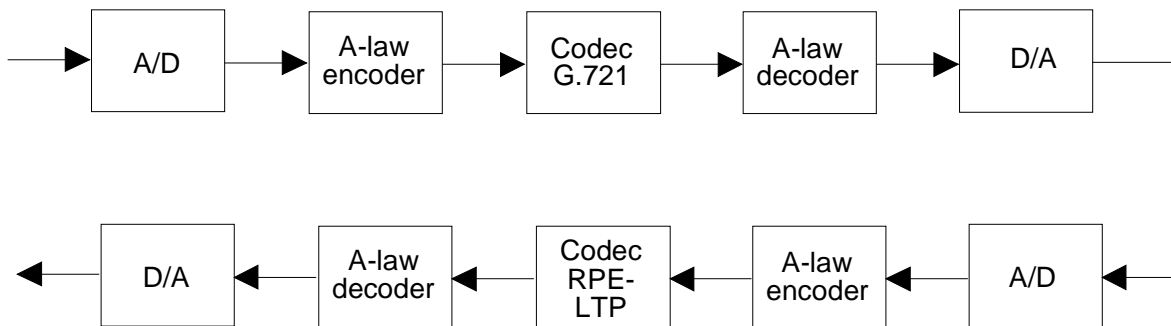 A/D
A-law
encoder
Codec
G.721
A-law
decoder
D/A
D/A
A-law
decoder
Codec
RPE-
LTP
A-law
encoder
A/D